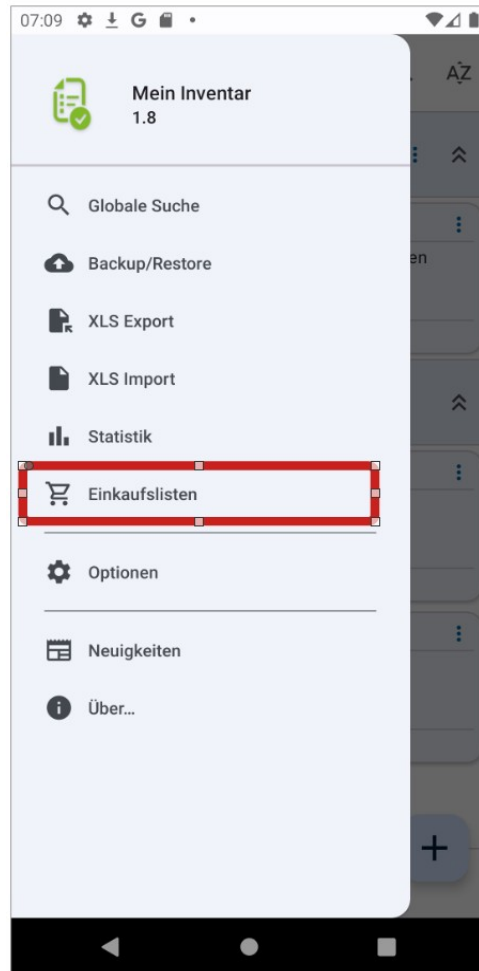 07:09
G
AZ
Mein Inventar
1.8
Globale Suche
Backup/Restore
en
XLS Export
XLS Import
Statistik
Einkaufslisten
Optionen
Neuigkeiten
Über...